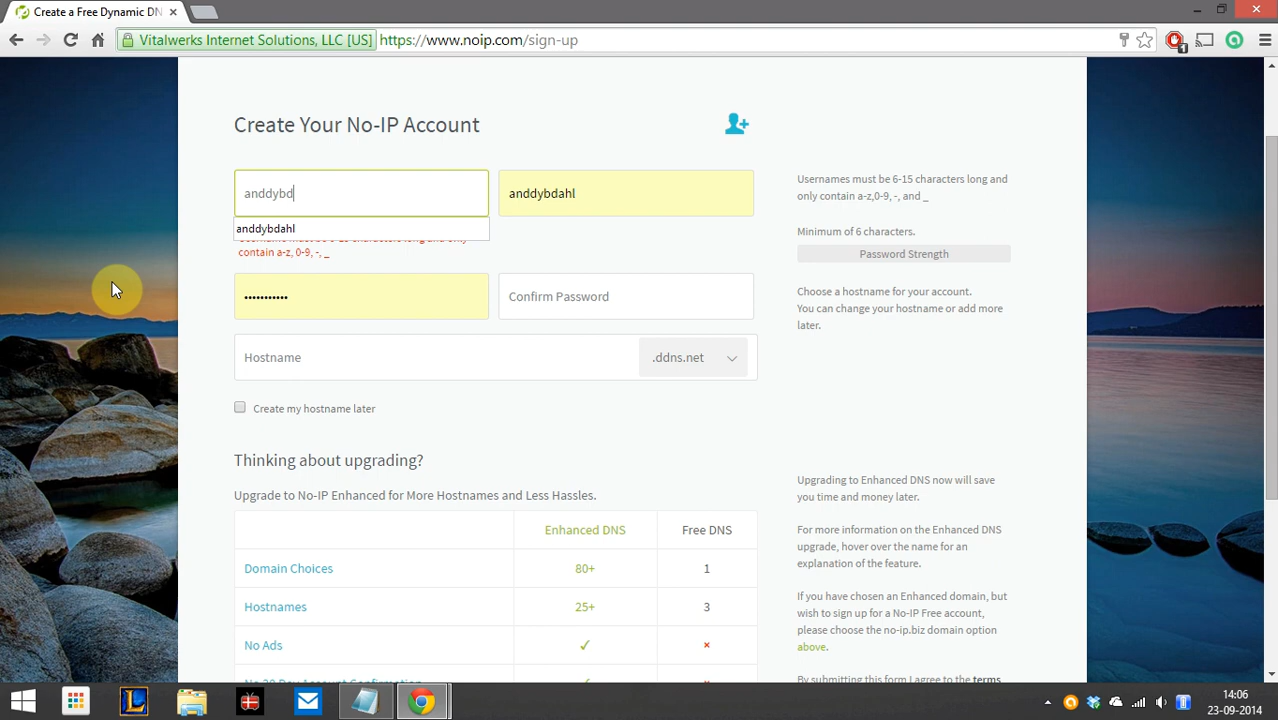 Create a Free Dynamic DN
Vitalwerks Internet Solutions, LLC [US]
https://www.noip.com/sign-up
1
Create Your No-IP Account
anddybd
anddybdahl
anddybdahl
contain a-z, 0-9, -, _
Confirm Password
Hostname
.ddns.net
Create my hostname later
Usernames must be 6-15 characters long and
only contain a-z,0-9, -, and _
Minimum of 6 characters.
Password Strength
Choose a hostname for your account.
You can change your hostname or add more
later.
Thinking about upgrading?
Upgrade to No-IP Enhanced for More Hostnames and Less Hassles.
Enhanced DNS Free DNS
Domain Choices 80+ 1
Hostnames 25+ 3
No Ads
Upgrading to Enhanced DNS now will save
you time and money later.
For more information on the Enhanced DNS
upgrade, hover over the name for an
explanation of the feature.
If you have chosen an Enhanced domain, but
wish to sign up for a No-IP Free account,
please choose the no-ip.biz domain option
above.
By submitting this form I agree to the terms
14:06
23-09-2014